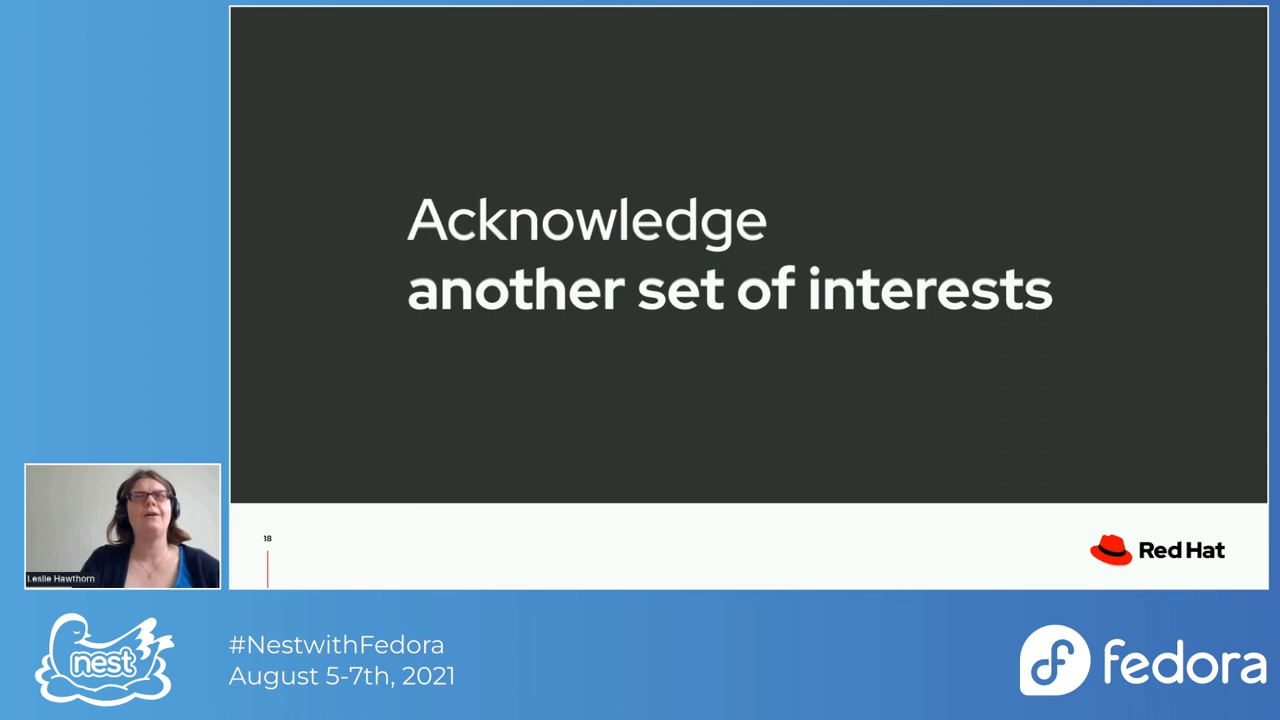 Acknowledge
another set of interests
18
Red Hat
Leslie Hawthorn
nest
#NestwithFedora
August 5-7th, 2021
fedora